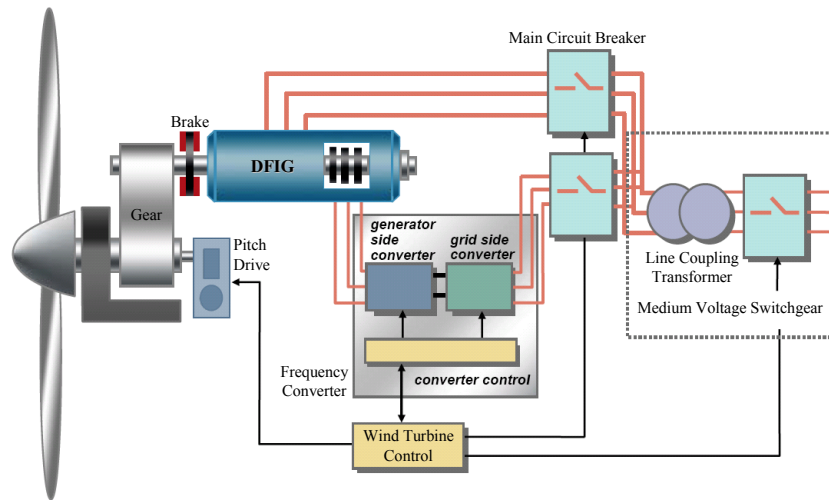 Main Circuit Breaker
Brake
DFIG
Gear
generator
side
converter
grid side
converter
Pitch
Drive
Line Coupling
Transformer
Medium Voltage Switchgear
Frequency
Converter
converter control
Wind Turbine
Control